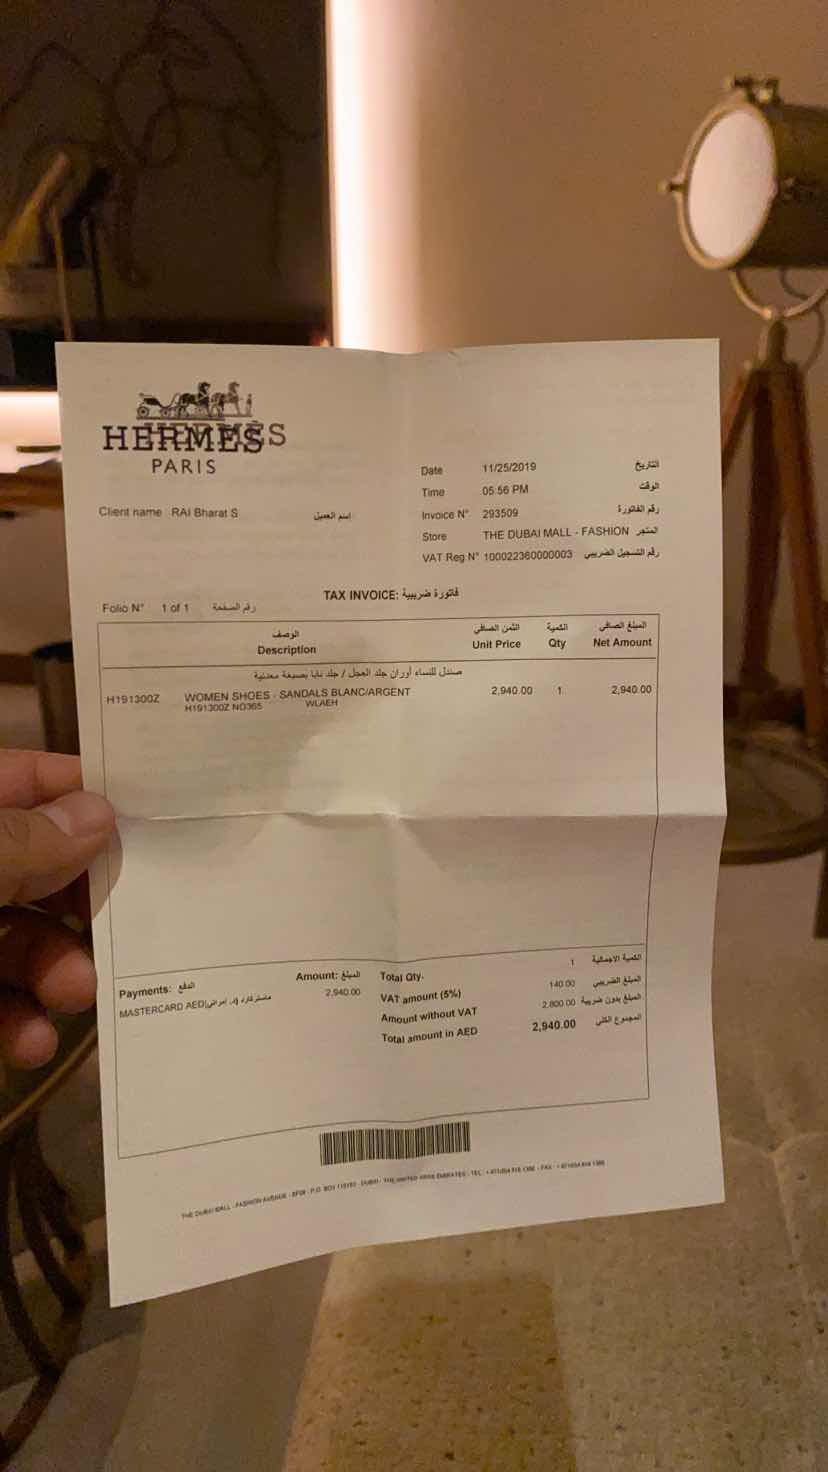 HERMÈS
PARIS
Date 11/25/2019 التاريخ
Time 05:56 PM الوقت
Client name RAI Bharat S اسم العميل
Invoice N° 293509 رقم الفاتورة
Store THE DUBAI MALL - FASHION المتجر
VAT Reg N° 100022360000003 رقم التسجيل الضريبي
TAX INVOICE: فاتورة ضريبية
Folio N° 1 of 1 رقم الصفحة
الوصف الثمن الصافي الكمية المبلغ الصافي
Description Unit Price Qty Net Amount
صندل للنساء أوران جلد العجل / جلد نابا بصبغة معدنية
H191300Z WOMEN SHOES - SANDALS BLANC/ARGENT 2,940.00 1 2,940.00
H191300Z NO365 WLAEH
Payments: الدفع Amount: المبلغ
MASTERCARD AED(د. إمراتي) ماستركارد 2,940.00
Total Qty. 1 الكمية الاجمالية
VAT amount (5%) 140.00 المبلغ الضريبي
Amount without VAT 2,800.00 المبلغ بدون ضريبة
Total amount in AED 2,940.00 المجموع الكلي
THE DUBAI MALL - FASHION AVENUE - P.O. BOX - DUBAI - THE UNITED ARAB EMIRATES - TEL : - FAX :